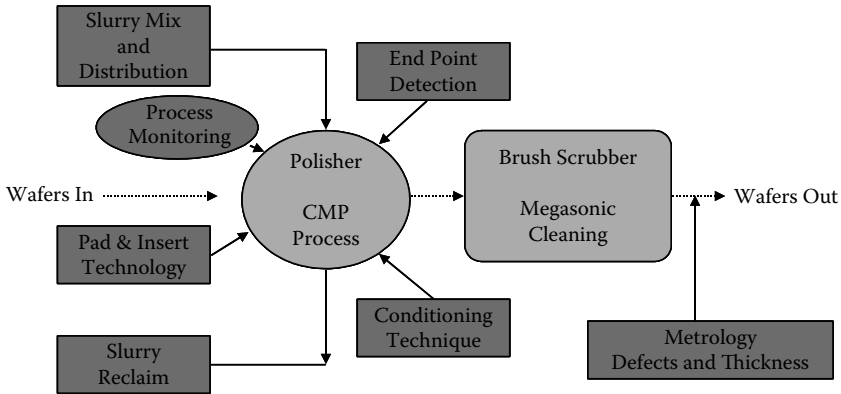 Slurry Mix
and
Distribution
End Point
Detection
Process
Monitoring
Polisher
CMP
Process
Brush Scrubber
Megasonic
Cleaning
Wafers In
Wafers Out
Pad & Insert
Technology
Conditioning
Technique
Slurry
Reclaim
Metrology
Defects and Thickness